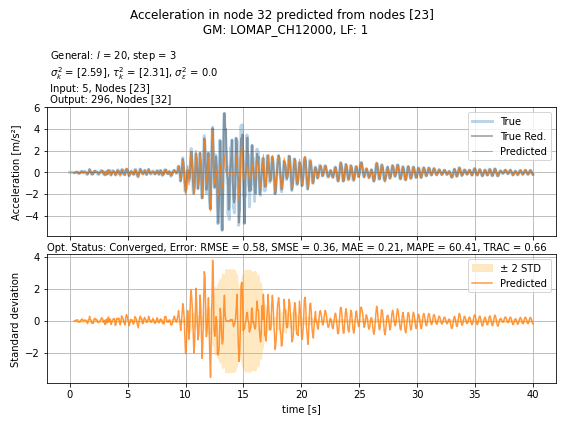 Acceleration in node 32 predicted from nodes [23]
GM: LOMAP_CH12000, LF: 1
General: l = 20, step = 3
σ²ₖ = [2.59], τ²ₖ = [2.31], σ²ε = 0.0
Input: 5, Nodes [23]
Output: 296, Nodes [32]
Acceleration [m/s²]
6
4
2
0
−2
−4
True
True Red.
Predicted
Opt. Status: Converged, Error: RMSE = 0.58, SMSE = 0.36, MAE = 0.21, MAPE = 60.41, TRAC = 0.66
Standard deviation
4
2
0
−2
± 2 STD
Predicted
0 5 10 15 20 25 30 35 40
time [s]